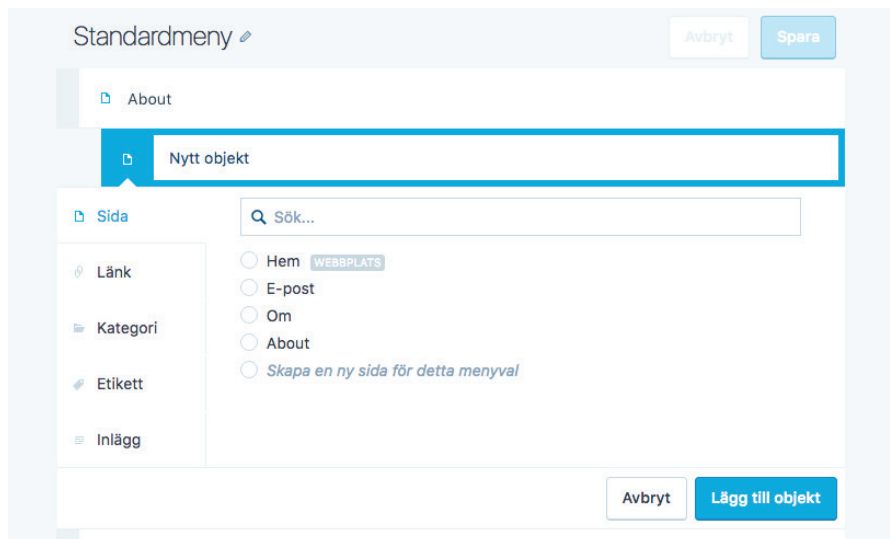 Standardmeny
Avbryt
Spara
About
Nytt objekt
Sida
Sök...
Länk
Kategori
Etikett
Inlägg
Hem WEBBPLATS
E-post
Om
About
Skapa en ny sida för detta menyval
Avbryt
Lägg till objekt